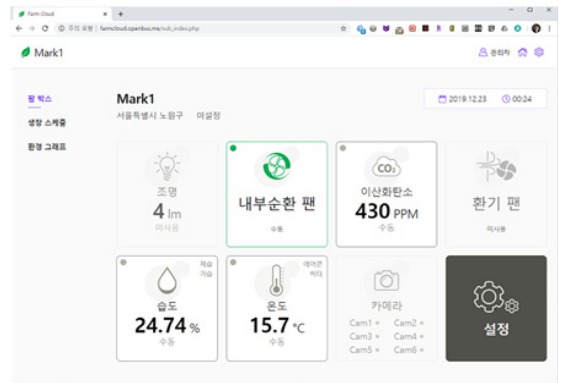 Farm Cloud
주의 요함 | farmcloud.openbus.me/sub_index.php
Mark1
관리자
팜 박스
생장 스케줄
환경 그래프
Mark1
서울특별시 노원구 미설정
2019.12.23
00:24
조명
4 lm
미사용
내부순환 팬
수동
CO₂
이산화탄소
430 PPM
수동
환기 팬
미사용
제습
가습
습도
24.74 %
수동
에어컨
히터
온도
15.7 ℃
수동
카메라
Cam1 Cam2
Cam3 Cam4
Cam5 Cam6
설정